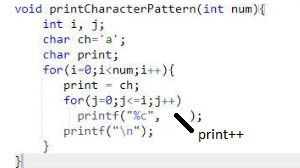 void printCharacterPattern(int num){
int i, j;
char ch='a';
char print;
for(i=0;i<num;i++){
print = ch;
for(j=0;j<=i;j++)
printf("%c", );
print++
printf("\n");
}
}